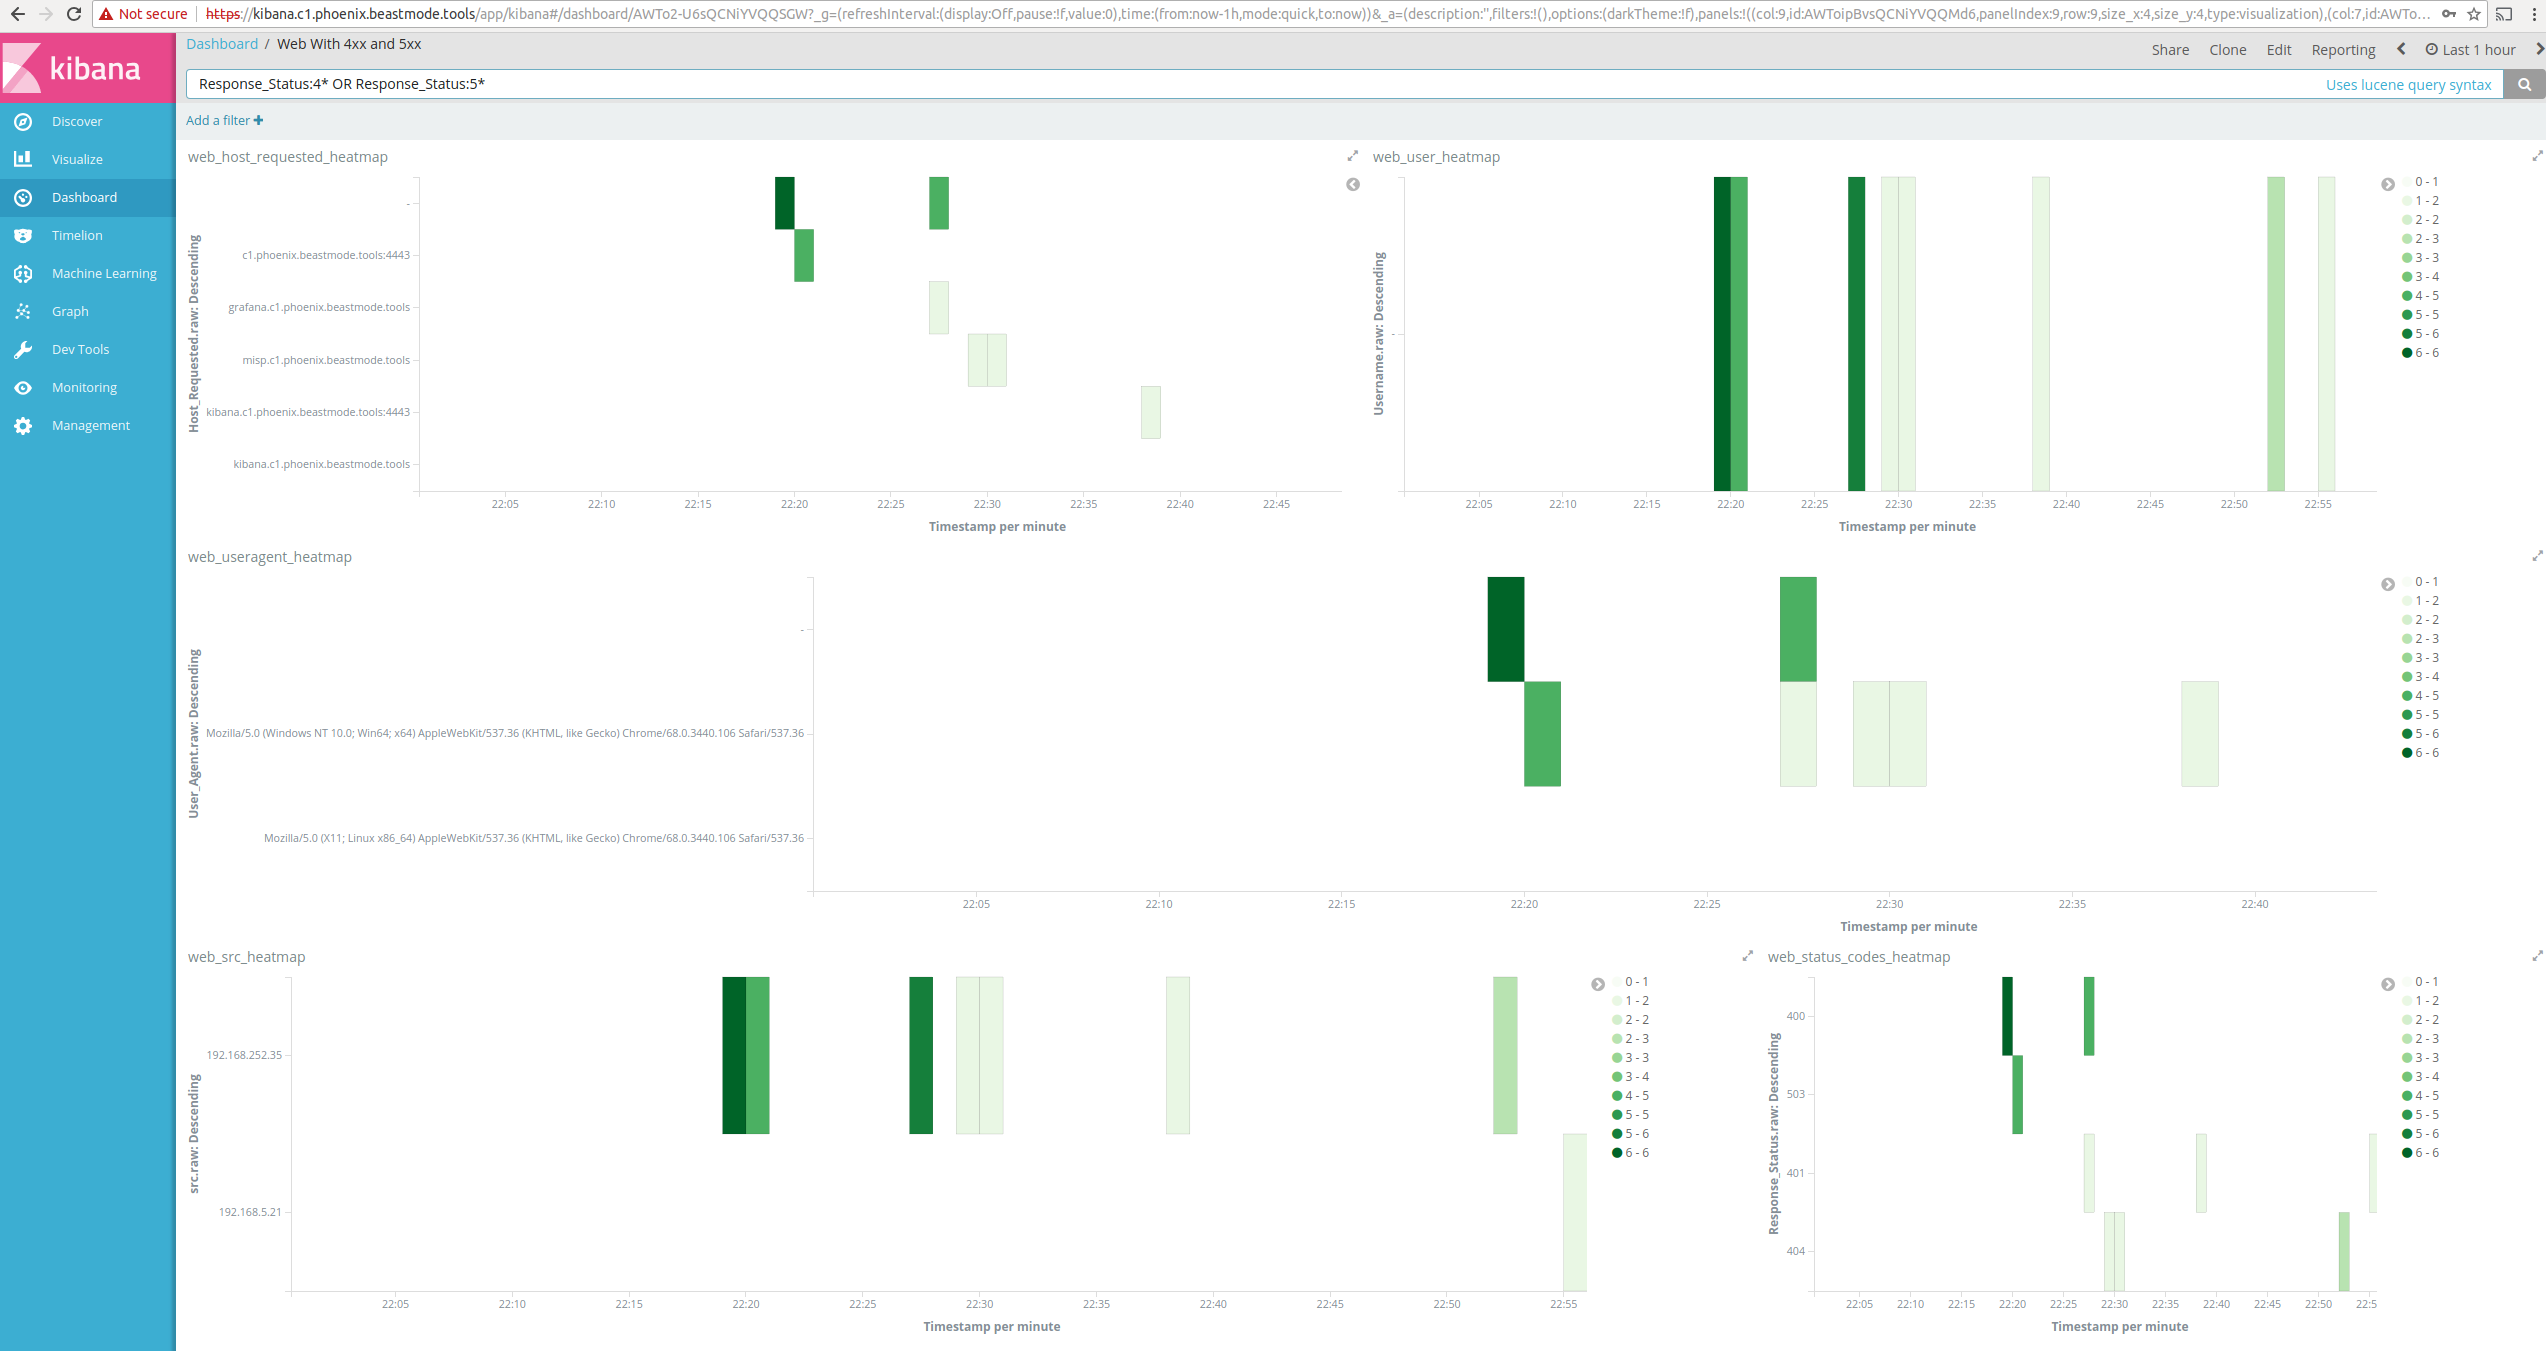 Not secure https://kibana.c1.phoenix.beastmode.tools/app/kibana#/dashboard/AWTo2-U6sQCNiYVQQSGW?_g=(refreshInterval:(display:Off,pause:!f,value:0),time:(from:now-1h,mode:quick,to:now))&_a=(description:'',filters:!(),options:(darkTheme:!f),panels:!((col:9,id:AWToipBvsQCNiYVQQMd6,panelIndex:9,row:9,size_x:4,size_y:4,type:visualization),(col:7,id:AWTo...
kibana
Dashboard / Web With 4xx and 5xx
Share Clone Edit Reporting Last 1 hour
Response_Status:4* OR Response_Status:5*
Uses lucene query syntax
Add a filter +
Discover
Visualize
Dashboard
Timelion
Machine Learning
Graph
Dev Tools
Monitoring
Management
web_host_requested_heatmap
Host_Requested.raw: Descending
-
c1.phoenix.beastmode.tools:4443
grafana.c1.phoenix.beastmode.tools
misp.c1.phoenix.beastmode.tools
kibana.c1.phoenix.beastmode.tools:4443
kibana.c1.phoenix.beastmode.tools
22:05 22:10 22:15 22:20 22:25 22:30 22:35 22:40 22:45
Timestamp per minute
web_user_heatmap
Username.raw: Descending
-
22:05 22:10 22:15 22:20 22:25 22:30 22:35 22:40 22:45 22:50 22:55
Timestamp per minute
0 - 1
1 - 2
2 - 2
2 - 3
3 - 3
3 - 4
4 - 5
5 - 5
5 - 6
6 - 6
web_useragent_heatmap
User_Agent.raw: Descending
-
Mozilla/5.0 (Windows NT 10.0; Win64; x64) AppleWebKit/537.36 (KHTML, like Gecko) Chrome/68.0.3440.106 Safari/537.36
Mozilla/5.0 (X11; Linux x86_64) AppleWebKit/537.36 (KHTML, like Gecko) Chrome/68.0.3440.106 Safari/537.36
22:05 22:10 22:15 22:20 22:25 22:30 22:35 22:40
Timestamp per minute
0 - 1
1 - 2
2 - 2
2 - 3
3 - 3
3 - 4
4 - 5
5 - 5
5 - 6
6 - 6
web_src_heatmap
src.raw: Descending
192.168.252.35
192.168.5.21
22:05 22:10 22:15 22:20 22:25 22:30 22:35 22:40 22:45 22:50 22:55
Timestamp per minute
0 - 1
1 - 2
2 - 2
2 - 3
3 - 3
3 - 4
4 - 5
5 - 5
5 - 6
6 - 6
web_status_codes_heatmap
Response_Status.raw: Descending
400
503
401
404
22:05 22:10 22:15 22:20 22:25 22:30 22:35 22:40 22:45 22:50 22:5
Timestamp per minute
0 - 1
1 - 2
2 - 2
2 - 3
3 - 3
3 - 4
4 - 5
5 - 5
5 - 6
6 - 6